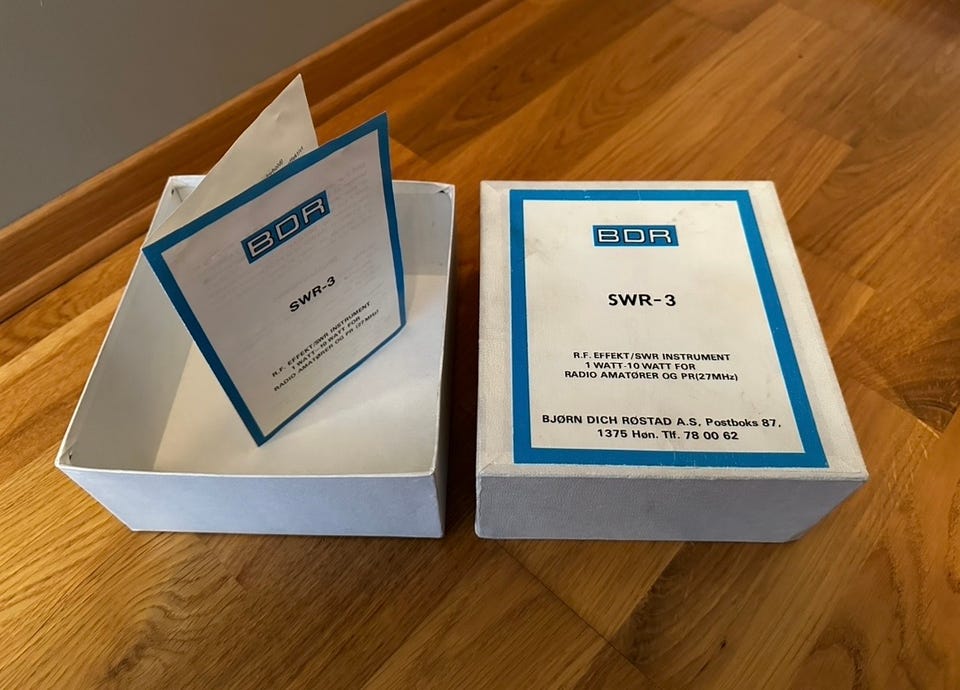 BDR
SWR-3
R.F. EFFEKT/SWR INSTRUMENT
1 WATT-10 WATT FOR
RADIO AMATØRER OG PR (27MHz)
BDR
SWR-3
R.F. EFFEKT/SWR INSTRUMENT
1 WATT-10 WATT FOR
RADIO AMATØRER OG PR(27MHz)
BJØRN DICH RØSTAD A.S, Postboks 87,
1375 Høn. Tlf. 78 00 62